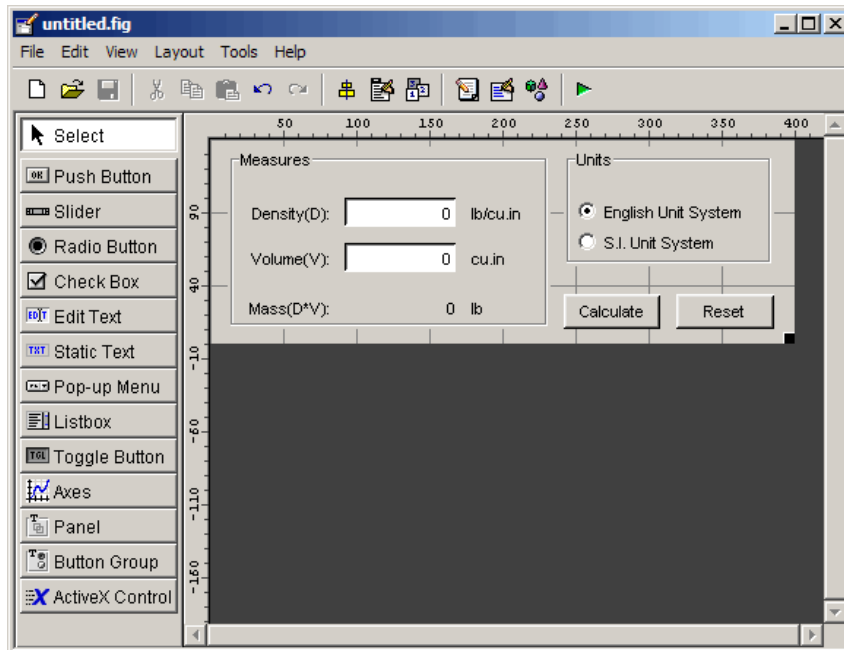 untitled.fig
File Edit View Layout Tools Help
Select
Push Button
Slider
Radio Button
Check Box
Edit Text
Static Text
Pop-up Menu
Listbox
Toggle Button
Axes
Panel
Button Group
ActiveX Control
50 100 150 200 250 300 350 400
90
40
-10
-60
-110
-160
Measures
Density(D): 0 lb/cu.in
Volume(V): 0 cu.in
Mass(D*V): 0 lb
Units
English Unit System
S.I. Unit System
Calculate Reset